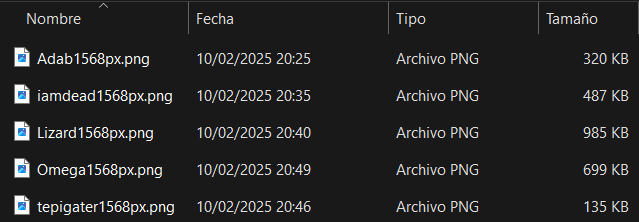 Nombre Fecha Tipo Tamaño
Adab1568px.png 10/02/2025 20:25 Archivo PNG 320 KB
iamdead1568px.png 10/02/2025 20:35 Archivo PNG 487 KB
Lizard1568px.png 10/02/2025 20:40 Archivo PNG 985 KB
Omega1568px.png 10/02/2025 20:49 Archivo PNG 699 KB
tepigater1568px.png 10/02/2025 20:46 Archivo PNG 135 KB